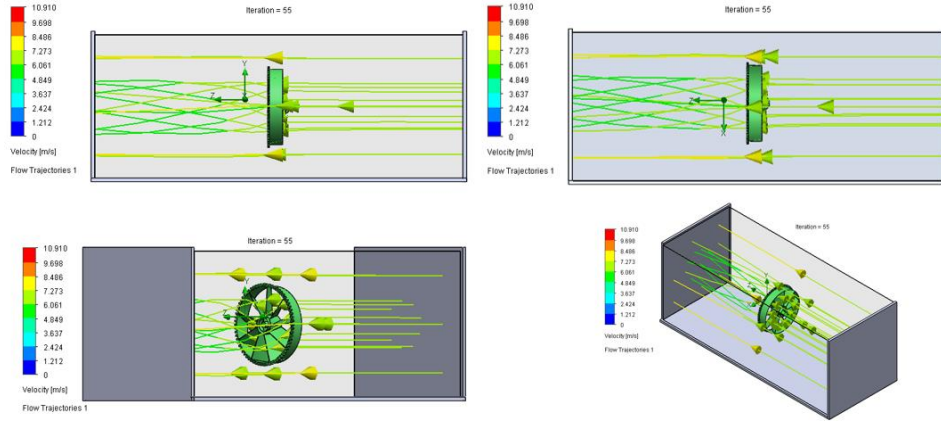 Iteration = 55
10.910
9.698
8.486
7.273
6.061
4.849
3.637
2.424
1.212
0
Velocity [m/s]
Flow Trajectories 1
Y
Z
Iteration = 55
10.910
9.698
8.486
7.273
6.061
4.849
3.637
2.424
1.212
0
Velocity [m/s]
Flow Trajectories 1
Z
X
Iteration = 55
10.910
9.698
8.486
7.273
6.061
4.849
3.637
2.424
1.212
0
Velocity [m/s]
Flow Trajectories 1
Y
Iteration = 55
10.910
9.698
8.486
7.273
6.061
4.849
3.637
2.424
1.212
0
Velocity [m/s]
Flow Trajectories 1
Y